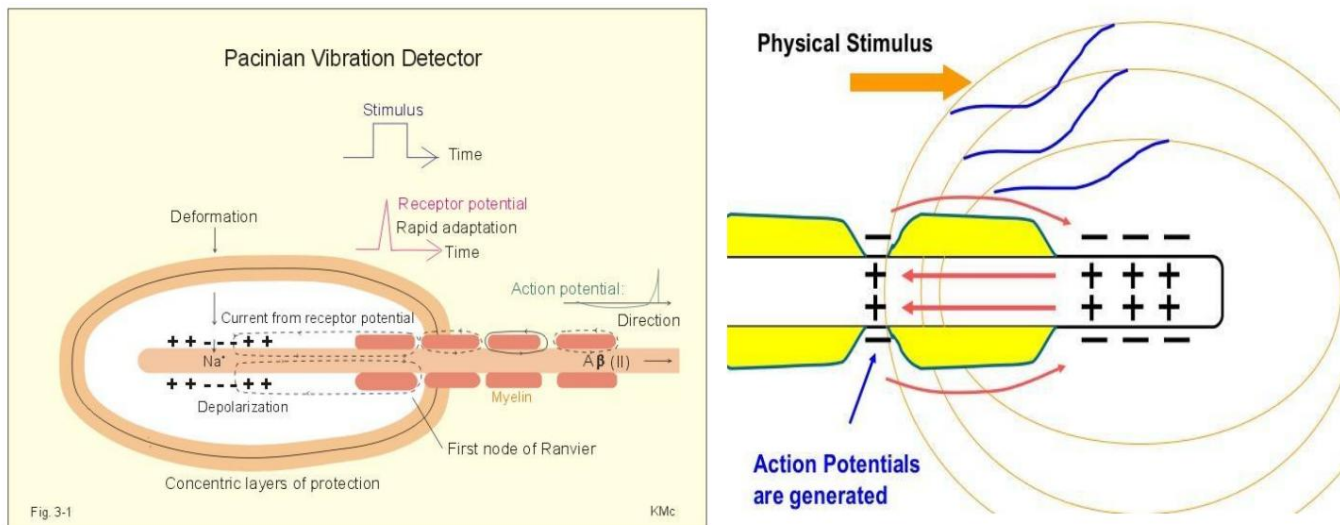 Pacinian Vibration Detector
Stimulus
Time
Receptor potential
Rapid adaptation
Time
Deformation
Action potential:
Direction
Current from receptor potential
+ + - - + +
Na⁺
Aβ (II)
+ + - - - + +
Depolarization
Myelin
First node of Ranvier
Concentric layers of protection
Fig. 3-1
KMc
Physical Stimulus
− − − −
+ + + +
+ + + +
− − − −
Action Potentials
are generated